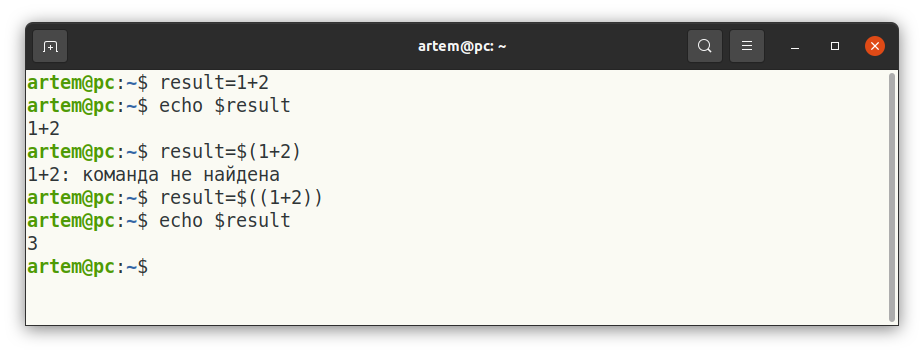 artem@pc: ~
artem@pc:~$ result=1+2
artem@pc:~$ echo $result
1+2
artem@pc:~$ result=$(1+2)
1+2: команда не найдена
artem@pc:~$ result=$((1+2))
artem@pc:~$ echo $result
3
artem@pc:~$